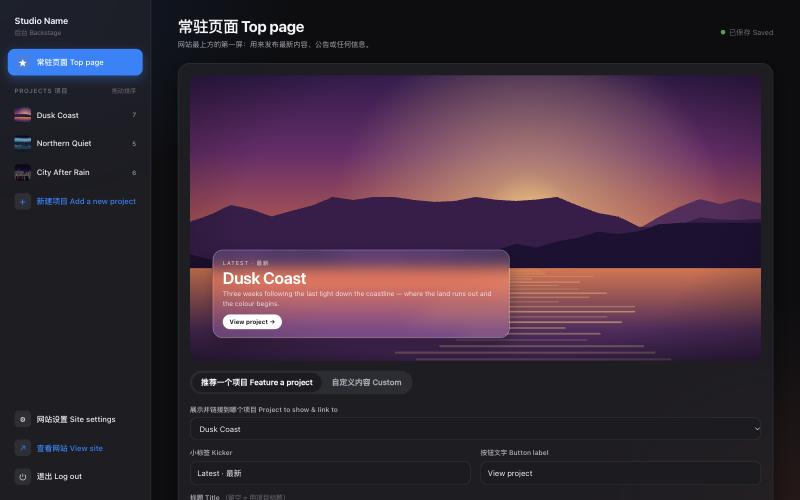 Studio Name
后台 Backstage
常驻页面 Top page
PROJECTS 项目
拖动排序
Dusk Coast
7
Northern Quiet
5
City After Rain
6
新建项目 Add a new project
网站设置 Site settings
查看网站 View site
退出 Log out
常驻页面 Top page
网站最上方的第一屏：用来发布最新内容、公告或任何信息。
已保存 Saved
LATEST · 最新
Dusk Coast
Three weeks following the last light down the coastline — where the land runs out and
the colour begins.
View project →
推荐一个项目 Feature a project
自定义内容 Custom
展示并链接到哪个项目 Project to show & link to
Dusk Coast
小标签 Kicker
按钮文字 Button label
Latest · 最新
View project
标题 Title （留空 = 用项目标题）